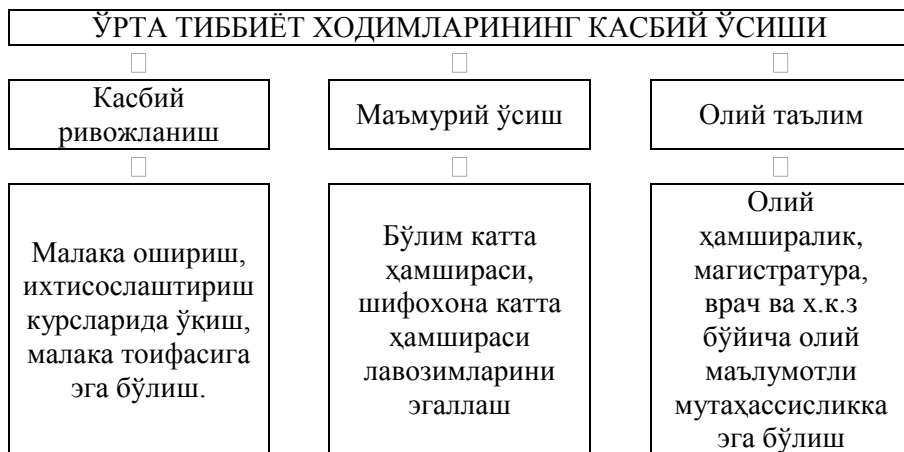 ЎРТА ТИББИЁТ ХОДИМЛАРИНИНГ КАСБИЙ ЎСИШИ
Касбий
ривожланиш
Маъмурий ўсиш
Олий таълим
Малака ошириш,
ихтисослаштириш
курсларида ўқиш,
малака тоифасига
эга бўлиш.
Бўлим катта
ҳамшираси,
шифохона катта
ҳамшираси
лавозимларини
эгаллаш
Олий
ҳамширалик,
магистратура,
врач ва х.к.з
бўйича олий
маълумотли
мутаҳассисликка
эга бўлиш